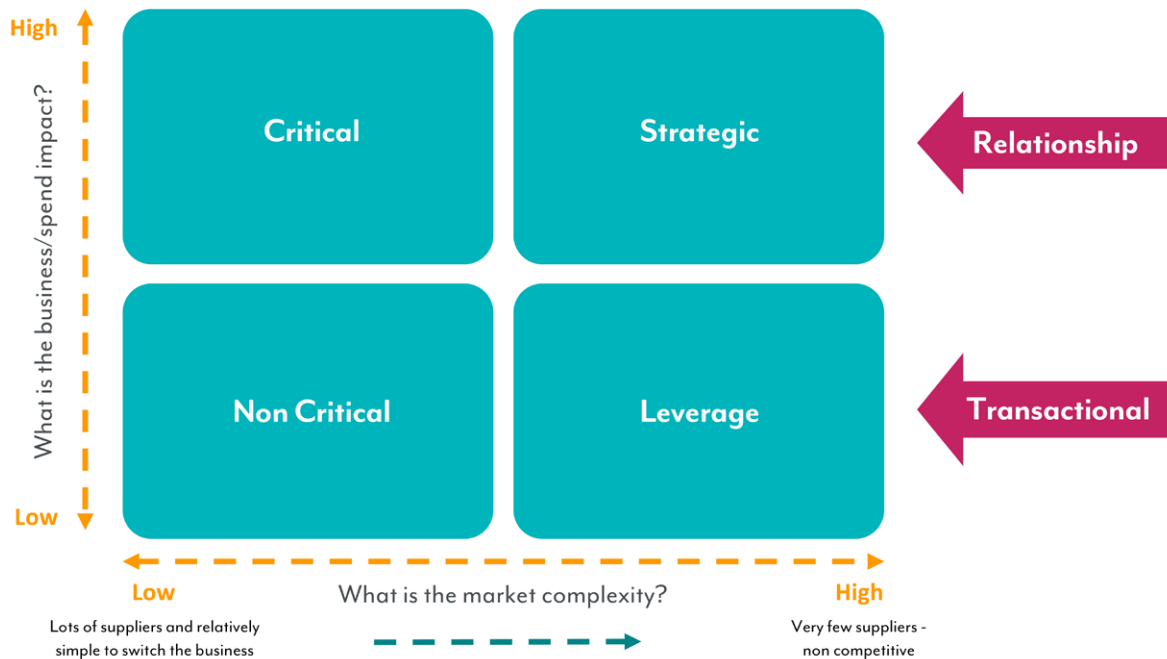 High
What is the business/spend impact?
Critical
Strategic
Relationship
Non Critical
Leverage
Transactional
Low
Low
What is the market complexity?
High
Lots of suppliers and relatively
simple to switch the business
Very few suppliers -
non competitive